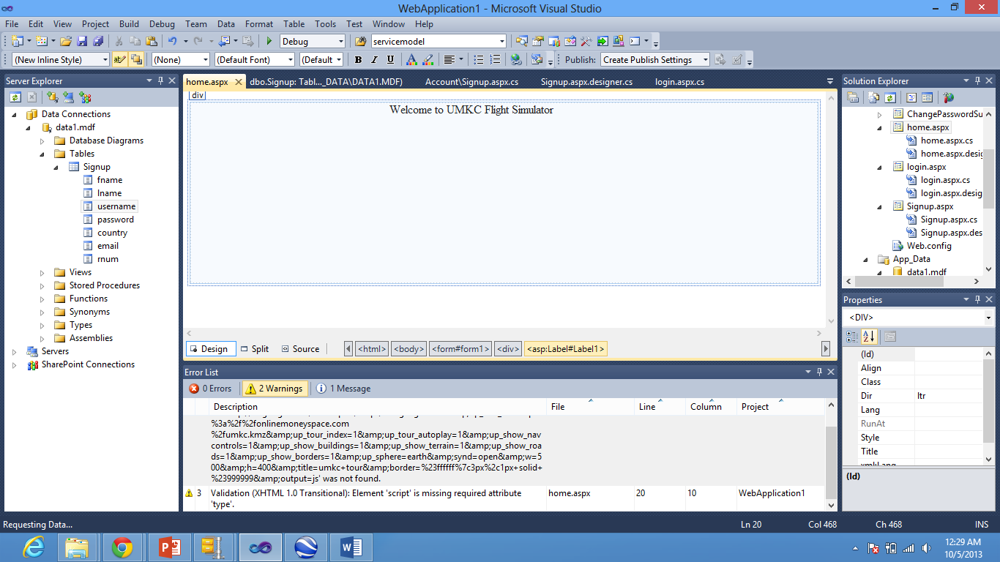 WebApplication1 - Microsoft Visual Studio
File Edit View Project Build Debug Team Data Format Table Tools Test Window Help
Debug servicemodel
(New Inline Style) (None) (Default Font) (Default B I U A Publish: Create Publish Settings
Server Explorer
Data Connections
data1.mdf
Database Diagrams
Tables
Signup
fname
lname
username
password
country
email
rnum
Views
Stored Procedures
Functions
Synonyms
Types
Assemblies
Servers
SharePoint Connections
home.aspx dbo.Signup: Tabl..._DATA\DATA1.MDF) Account\Signup.aspx.cs Signup.aspx.designer.cs login.aspx.cs
div
Welcome to UMKC Flight Simulator
Design Split Source <html> <body> <form#form1> <div> <asp:Label#Label1>
Error List
0 Errors 2 Warnings 1 Message
Description File Line Column Project
%3a%2f%2fonlinemoneyspace.com
%2fumkc.kmz&amp;up_tour_index=1&amp;up_tour_autoplay=1&amp;up_show_nav
controls=1&amp;up_show_buildings=1&amp;up_show_terrain=1&amp;up_show_roa
ds=1&amp;up_show_borders=1&amp;up_sphere=earth&amp;synd=open&amp;w=5
00&amp;h=400&amp;title=umkc+tour&amp;border=%23ffffff%7c3px%2c1px+solid+
%23999999&amp;output=js' was not found.
3 Validation (XHTML 1.0 Transitional): Element 'script' is missing required attribute 'type'. home.aspx 20 10 WebApplication1
Solution Explorer
ChangePasswordSu
home.aspx
home.aspx.cs
home.aspx.desig
login.aspx
login.aspx.cs
login.aspx.desig
Signup.aspx
Signup.aspx.cs
Signup.aspx.des
Web.config
App_Data
data1.mdf
Properties
<DIV>
(Id)
Align
Class
Dir ltr
Lang
RunAt
Style
Title
xmlLang
(Id)
Requesting Data... Ln 20 Col 468 Ch 468 INS
12:29 AM
10/5/2013